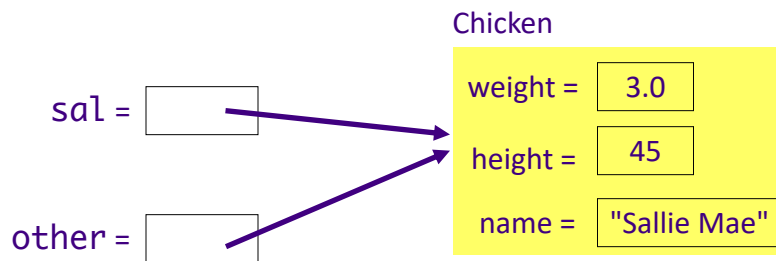 Chicken
weight = 3.0
sal =
height = 45
name = "Sallie Mae"
other =